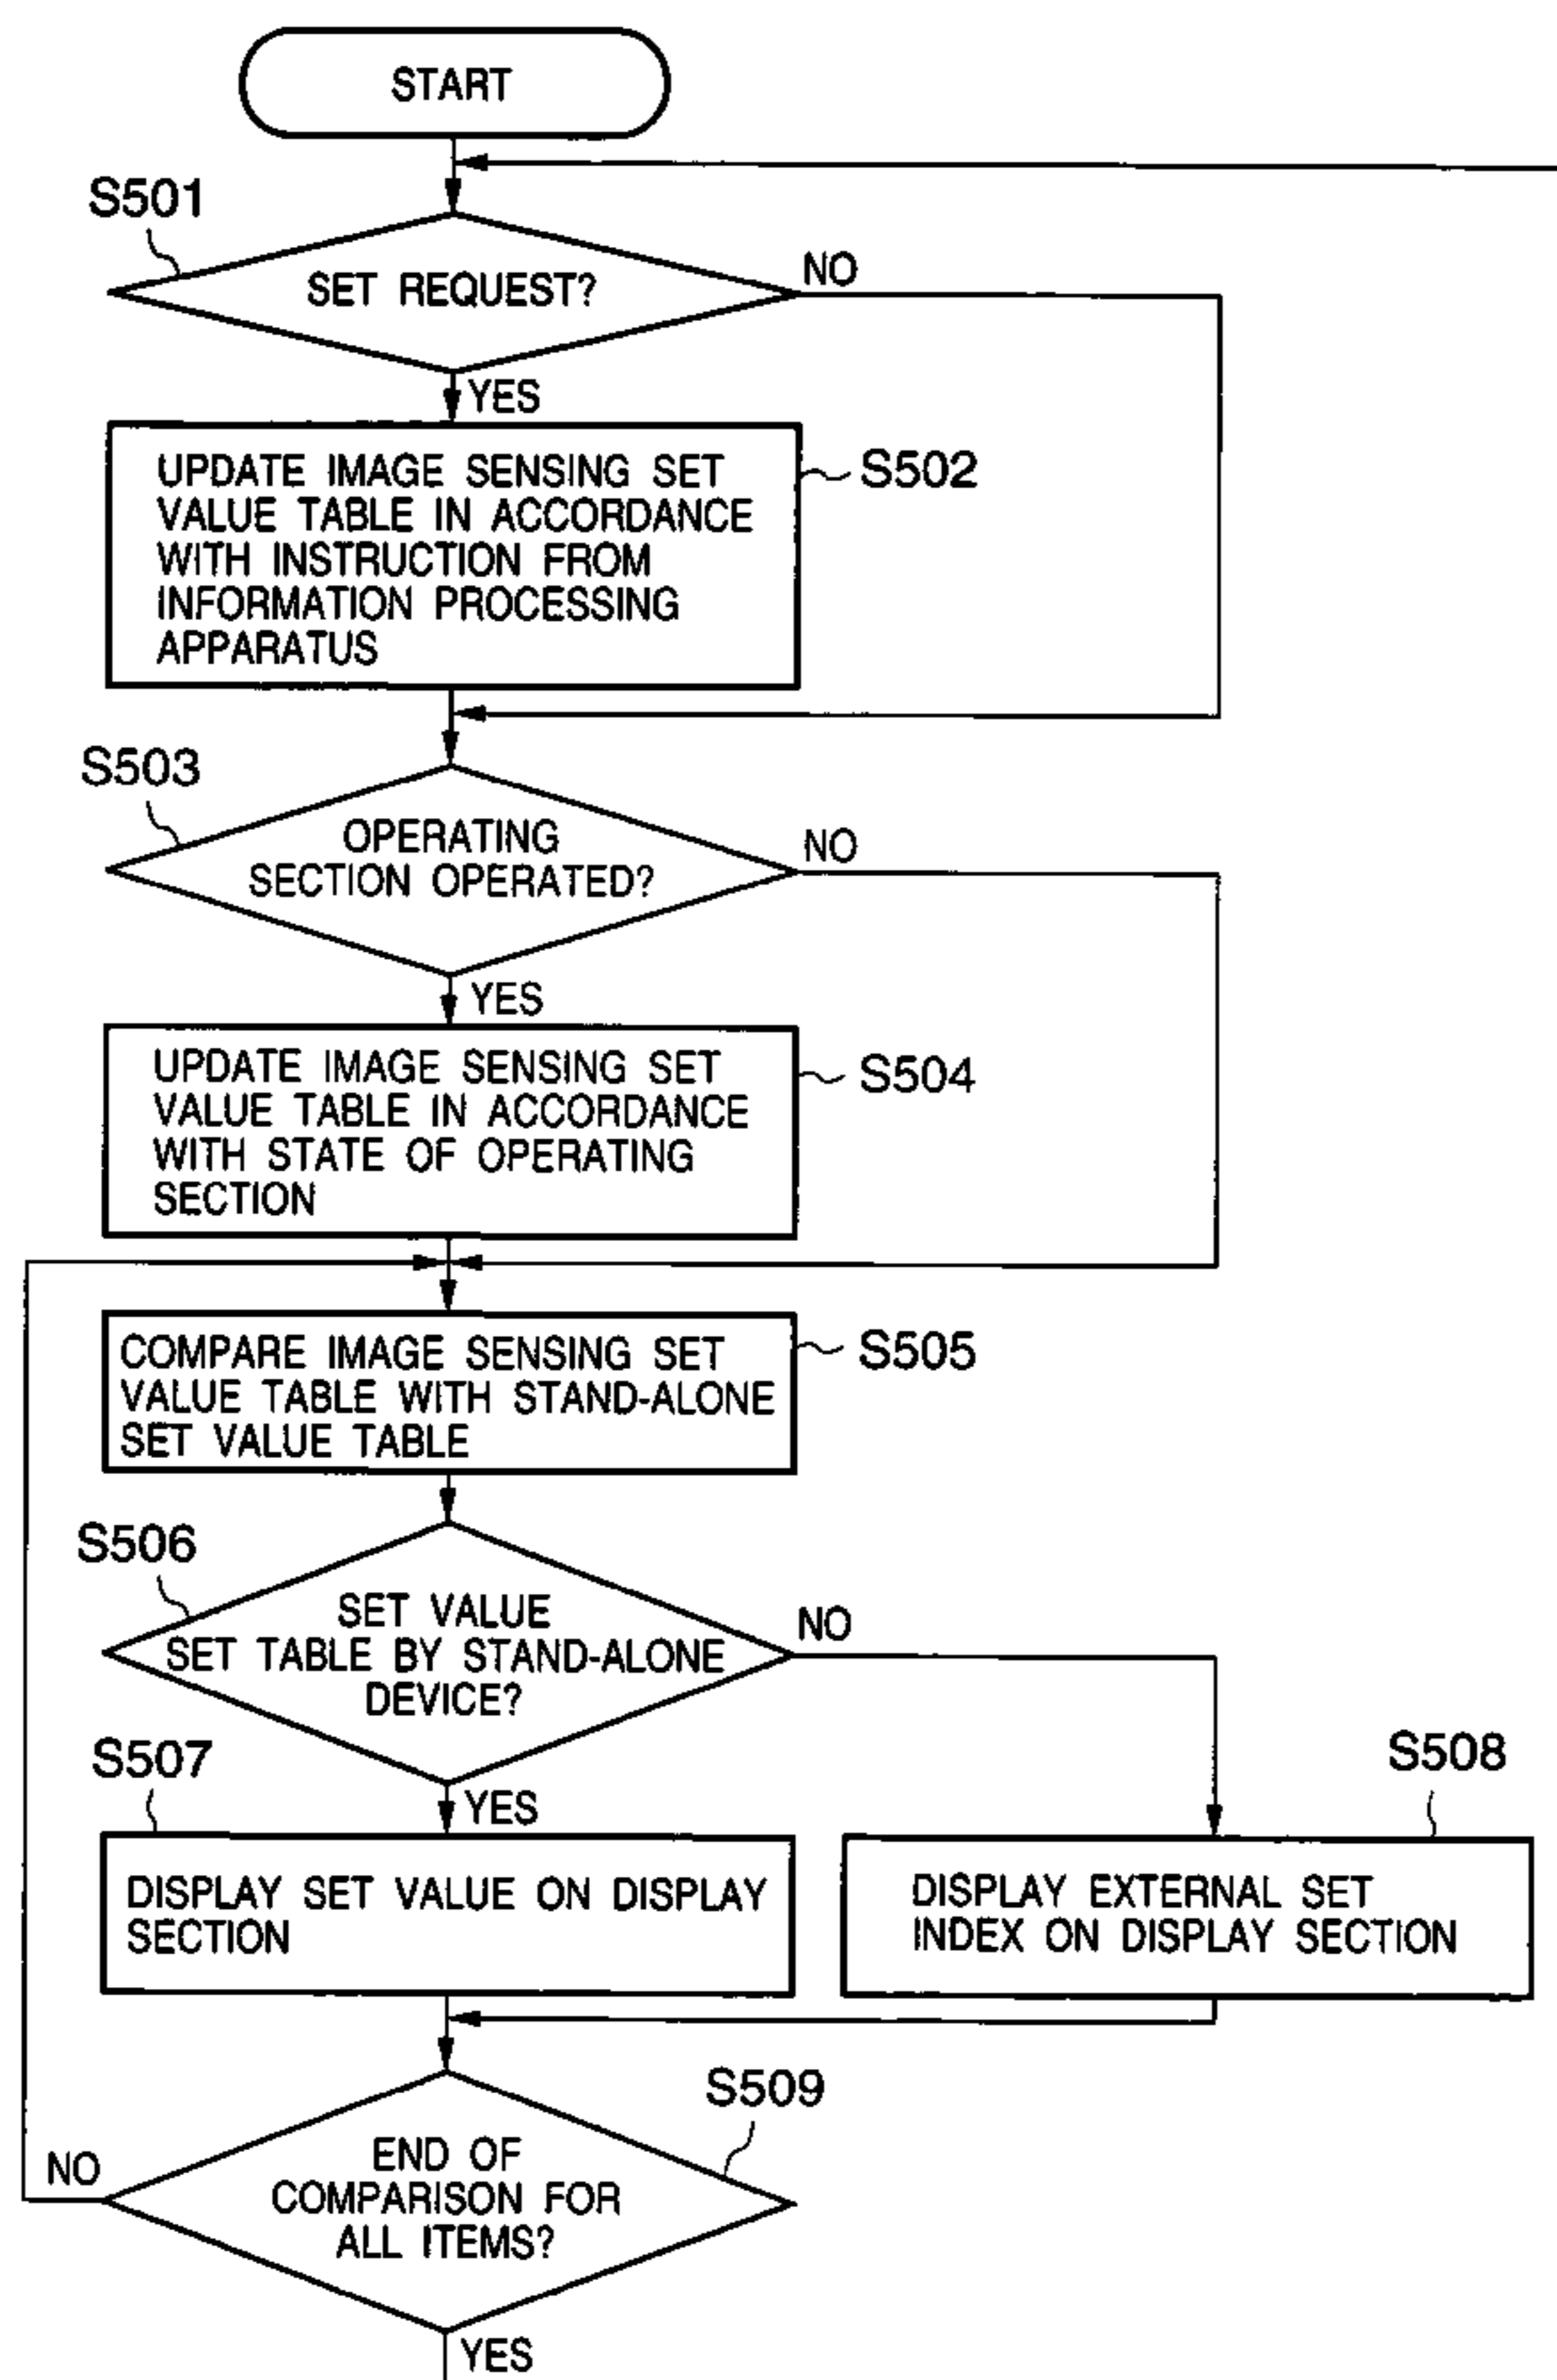 START
S501
SET REQUEST?
NO
YES
UPDATE IMAGE SENSING SET
VALUE TABLE IN ACCORDANCE
WITH INSTRUCTION FROM
INFORMATION PROCESSING
APPARATUS
S502
S503
OPERATING
SECTION OPERATED?
NO
YES
UPDATE IMAGE SENSING SET
VALUE TABLE IN ACCORDANCE
WITH STATE OF OPERATING
SECTION
S504
COMPARE IMAGE SENSING SET
VALUE TABLE WITH STAND-ALONE
SET VALUE TABLE
S505
S506
SET VALUE
SET TABLE BY STAND-ALONE
DEVICE?
NO
YES
S507
DISPLAY SET VALUE ON DISPLAY
SECTION
S508
DISPLAY EXTERNAL SET
INDEX ON DISPLAY SECTION
S509
END OF
COMPARISON FOR
ALL ITEMS?
NO
YES